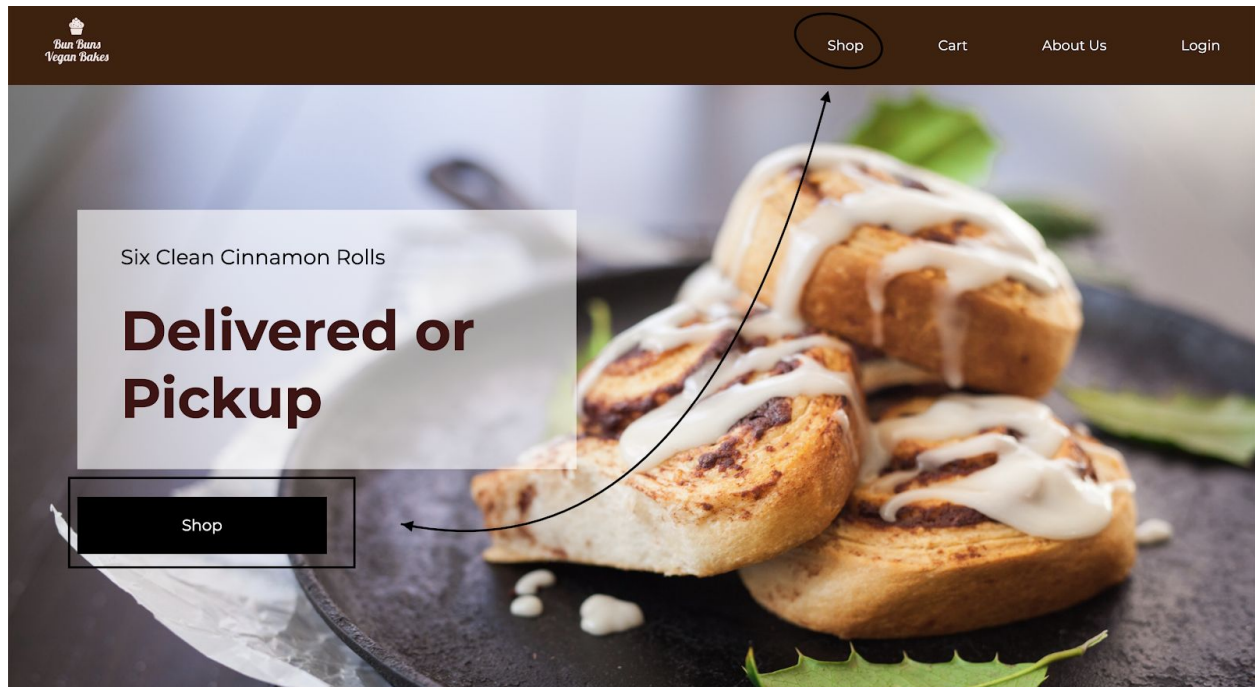 Bun Buns
Vegan Bakes
Shop
Cart
About Us
Login
Six Clean Cinnamon Rolls
Delivered or
Pickup
Shop